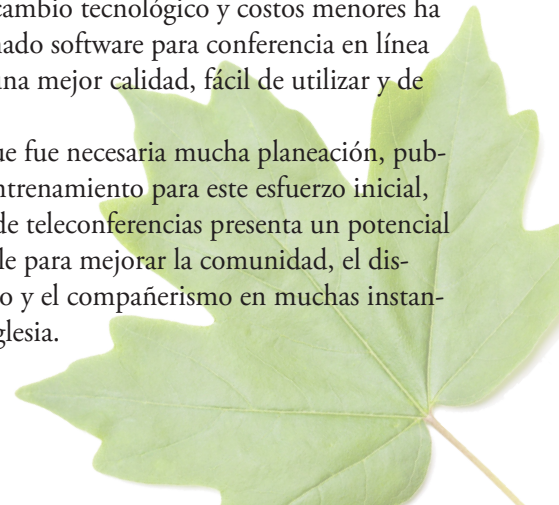 cambio tecnológico y costos menores ha
nado software para conferencia en línea
una mejor calidad, fácil de utilizar y de
ue fue necesaria mucha planeación, pub-
ntrenamiento para este esfuerzo inicial,
de teleconferencias presenta un potencial
le para mejorar la comunidad, el dis-
o y el compañerismo en muchas instan-
glesia.